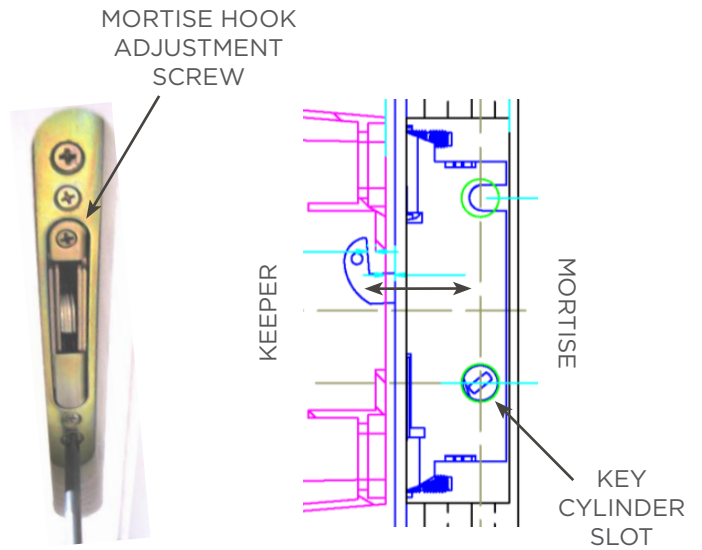 MORTISE HOOK
ADJUSTMENT
SCREW
KEEPER
MORTISE
KEY
CYLINDER
SLOT